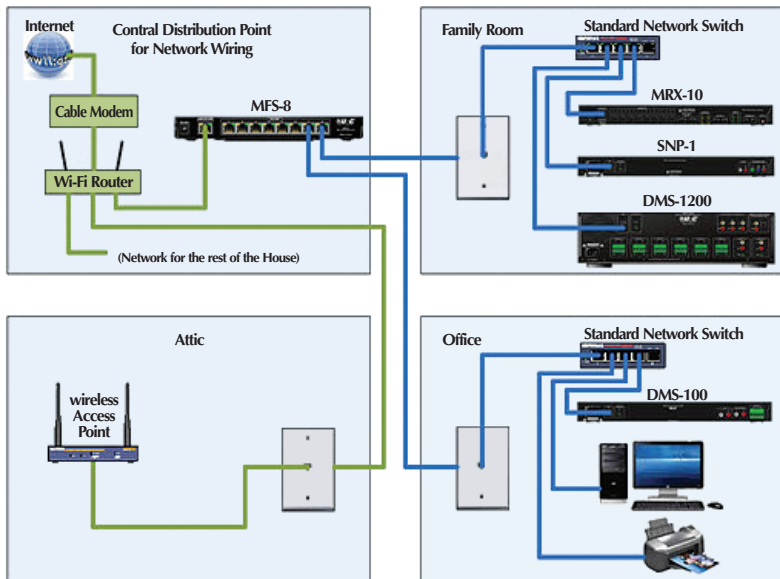 Internet
Contral Distribution Point
for Network Wiring
Cable Modem
MFS-8
Wi-Fi Router
(Network for the rest of the House)
Family Room
Standard Network Switch
MRX-10
SNP-1
DMS-1200
Attic
wireless
Access
Point
Office
Standard Network Switch
DMS-100